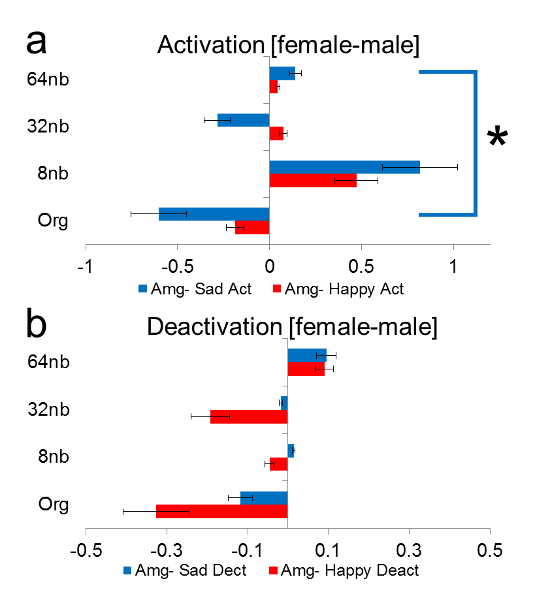 a
Activation [female-male]
64nb
32nb
*
8nb
Org
-1 -0.5 0 0.5 1
Amg- Sad Act Amg- Happy Act
b
Deactivation [female-male]
64nb
32nb
8nb
Org
-0.5 -0.3 -0.1 0.1 0.3 0.5
Amg- Sad Dect Amg- Happy Deact